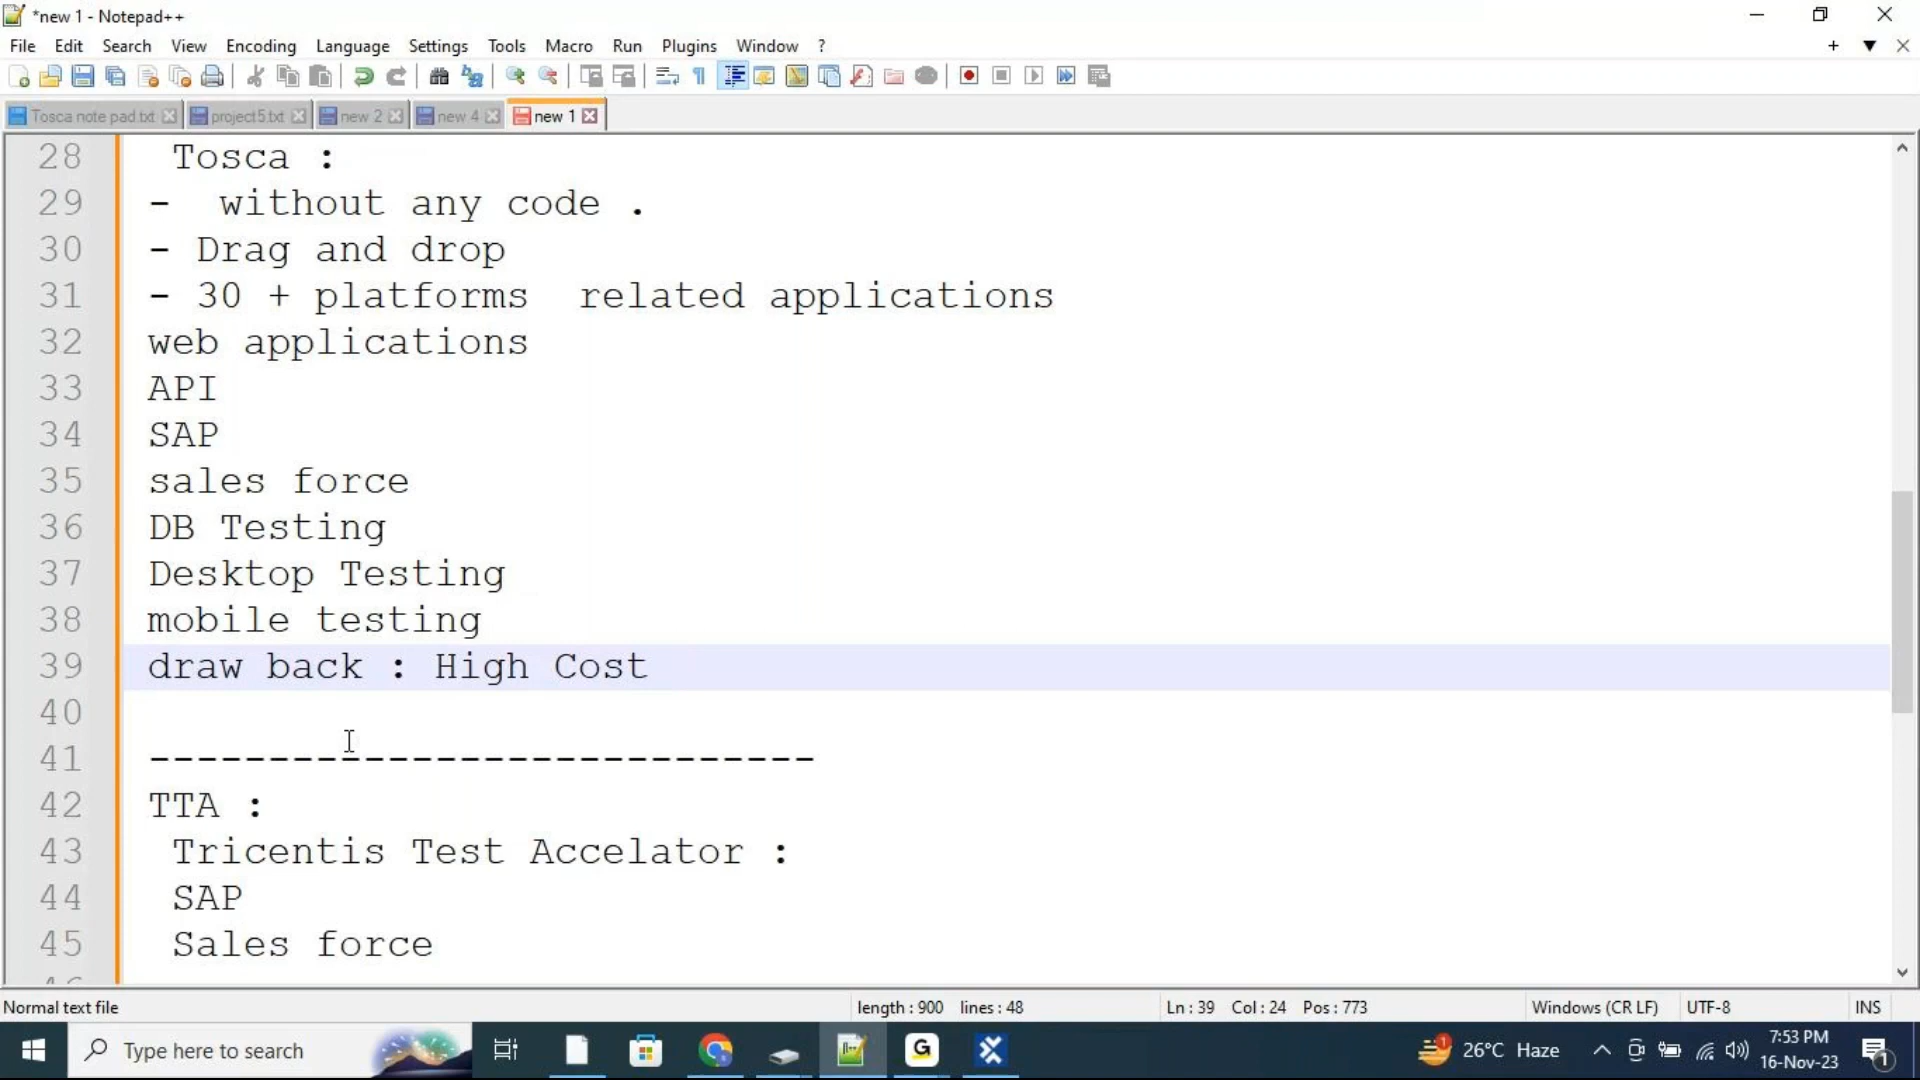 *new 1 - Notepad++
File Edit Search View Encoding Language Settings Tools Macro Run Plugins Window ?
Tosca note pad.txt project5.txt new 2 new 4 new 1
28 Tosca :
29 -  without any code .
30 - Drag and drop
31 - 30 + platforms  related applications
32 web applications
33 API
34 SAP
35 sales force
36 DB Testing
37 Desktop Testing
38 mobile testing
39 draw back : High Cost
40
41 ----------------------------
42 TTA :
43 Tricentis Test Accelator :
44 SAP
45 Sales force
Normal text file length : 900 lines : 48 Ln : 39 Col : 24 Pos : 773 Windows (CR LF) UTF-8 INS
Type here to search 26°C Haze 7:53 PM
16-Nov-23